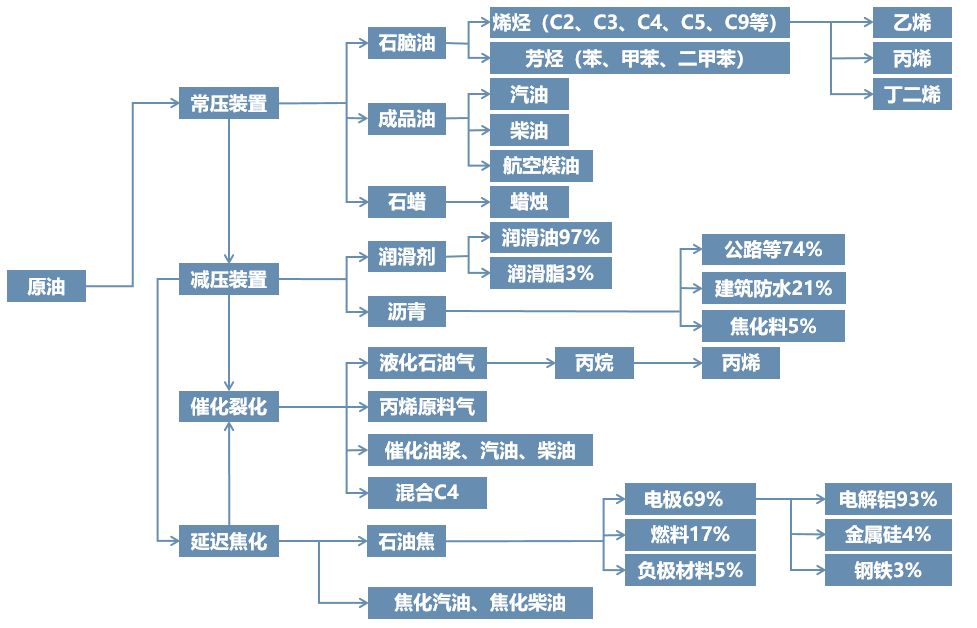 原油
常压装置
石脑油
烯烃（C2、C3、C4、C5、C9等）
乙烯
丙烯
丁二烯
芳烃（苯、甲苯、二甲苯）
成品油
汽油
柴油
航空煤油
石蜡
蜡烛
减压装置
润滑剂
润滑油97%
润滑脂3%
沥青
公路等74%
建筑防水21%
焦化料5%
催化裂化
液化石油气
丙烷
丙烯
丙烯原料气
催化油浆、汽油、柴油
混合C4
延迟焦化
石油焦
电极69%
电解铝93%
金属硅4%
钢铁3%
燃料17%
负极材料5%
焦化汽油、焦化柴油